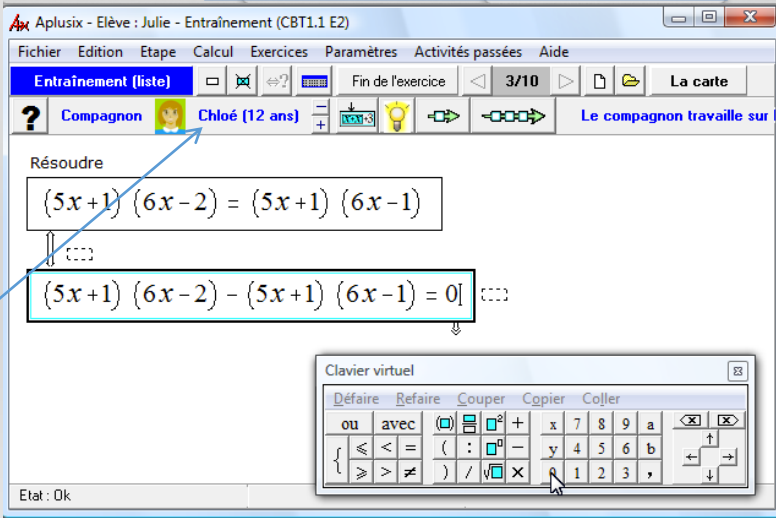 Aplusix - Elève : Julie - Entraînement (CBT1.1 E2)
Fichier Edition Etape Calcul Exercices Paramètres Activités passées Aide
Entraînement (liste) ⇔? Fin de l'exercice 3/10 La carte
? Compagnon Chloé (12 ans) − + x+x+3 Le compagnon travaille sur
Résoudre
(5x+1) (6x−2) = (5x+1) (6x−1)
(5x+1) (6x−2) − (5x+1) (6x−1) = 0
Clavier virtuel
Défaire Refaire Couper Copier Coller
ou avec (□) □² + x 7 8 9 a
{ ⩽ < = ( : □⁰ − y 4 5 6 b ↑ ← →
⩾ > ≠ ) / √□ × 0 1 2 3 , ↓
Etat : Ok